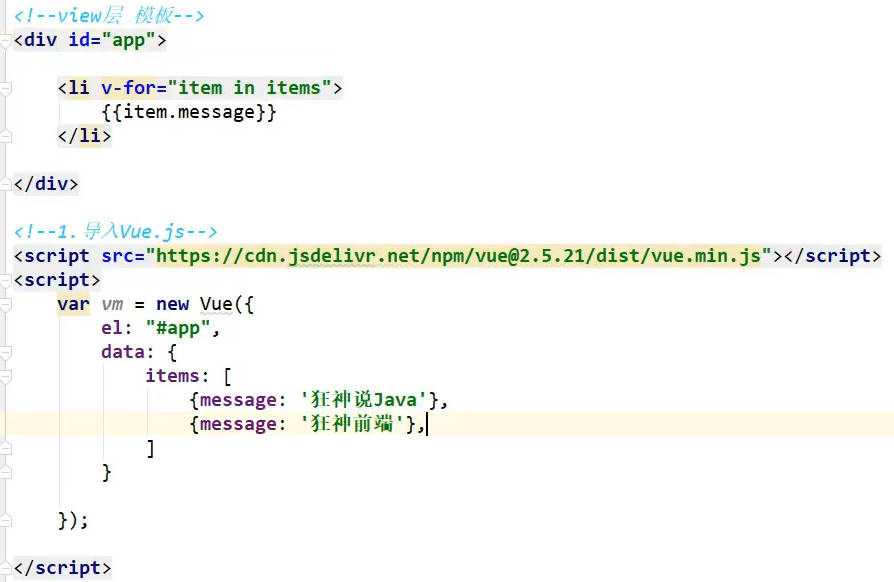 <!--view层 模板-->
<div id="app">
<li v-for="item in items">
{{item.message}}
</li>
</div>
<!--1.导入Vue.js-->
<script src="https://cdn.jsdelivr.net/npm/vue@2.5.21/dist/vue.min.js"></script>
<script>
var vm = new Vue({
el: "#app",
data: {
items: [
{message: '狂神说Java'},
{message: '狂神前端'},
]
}
});
</script>